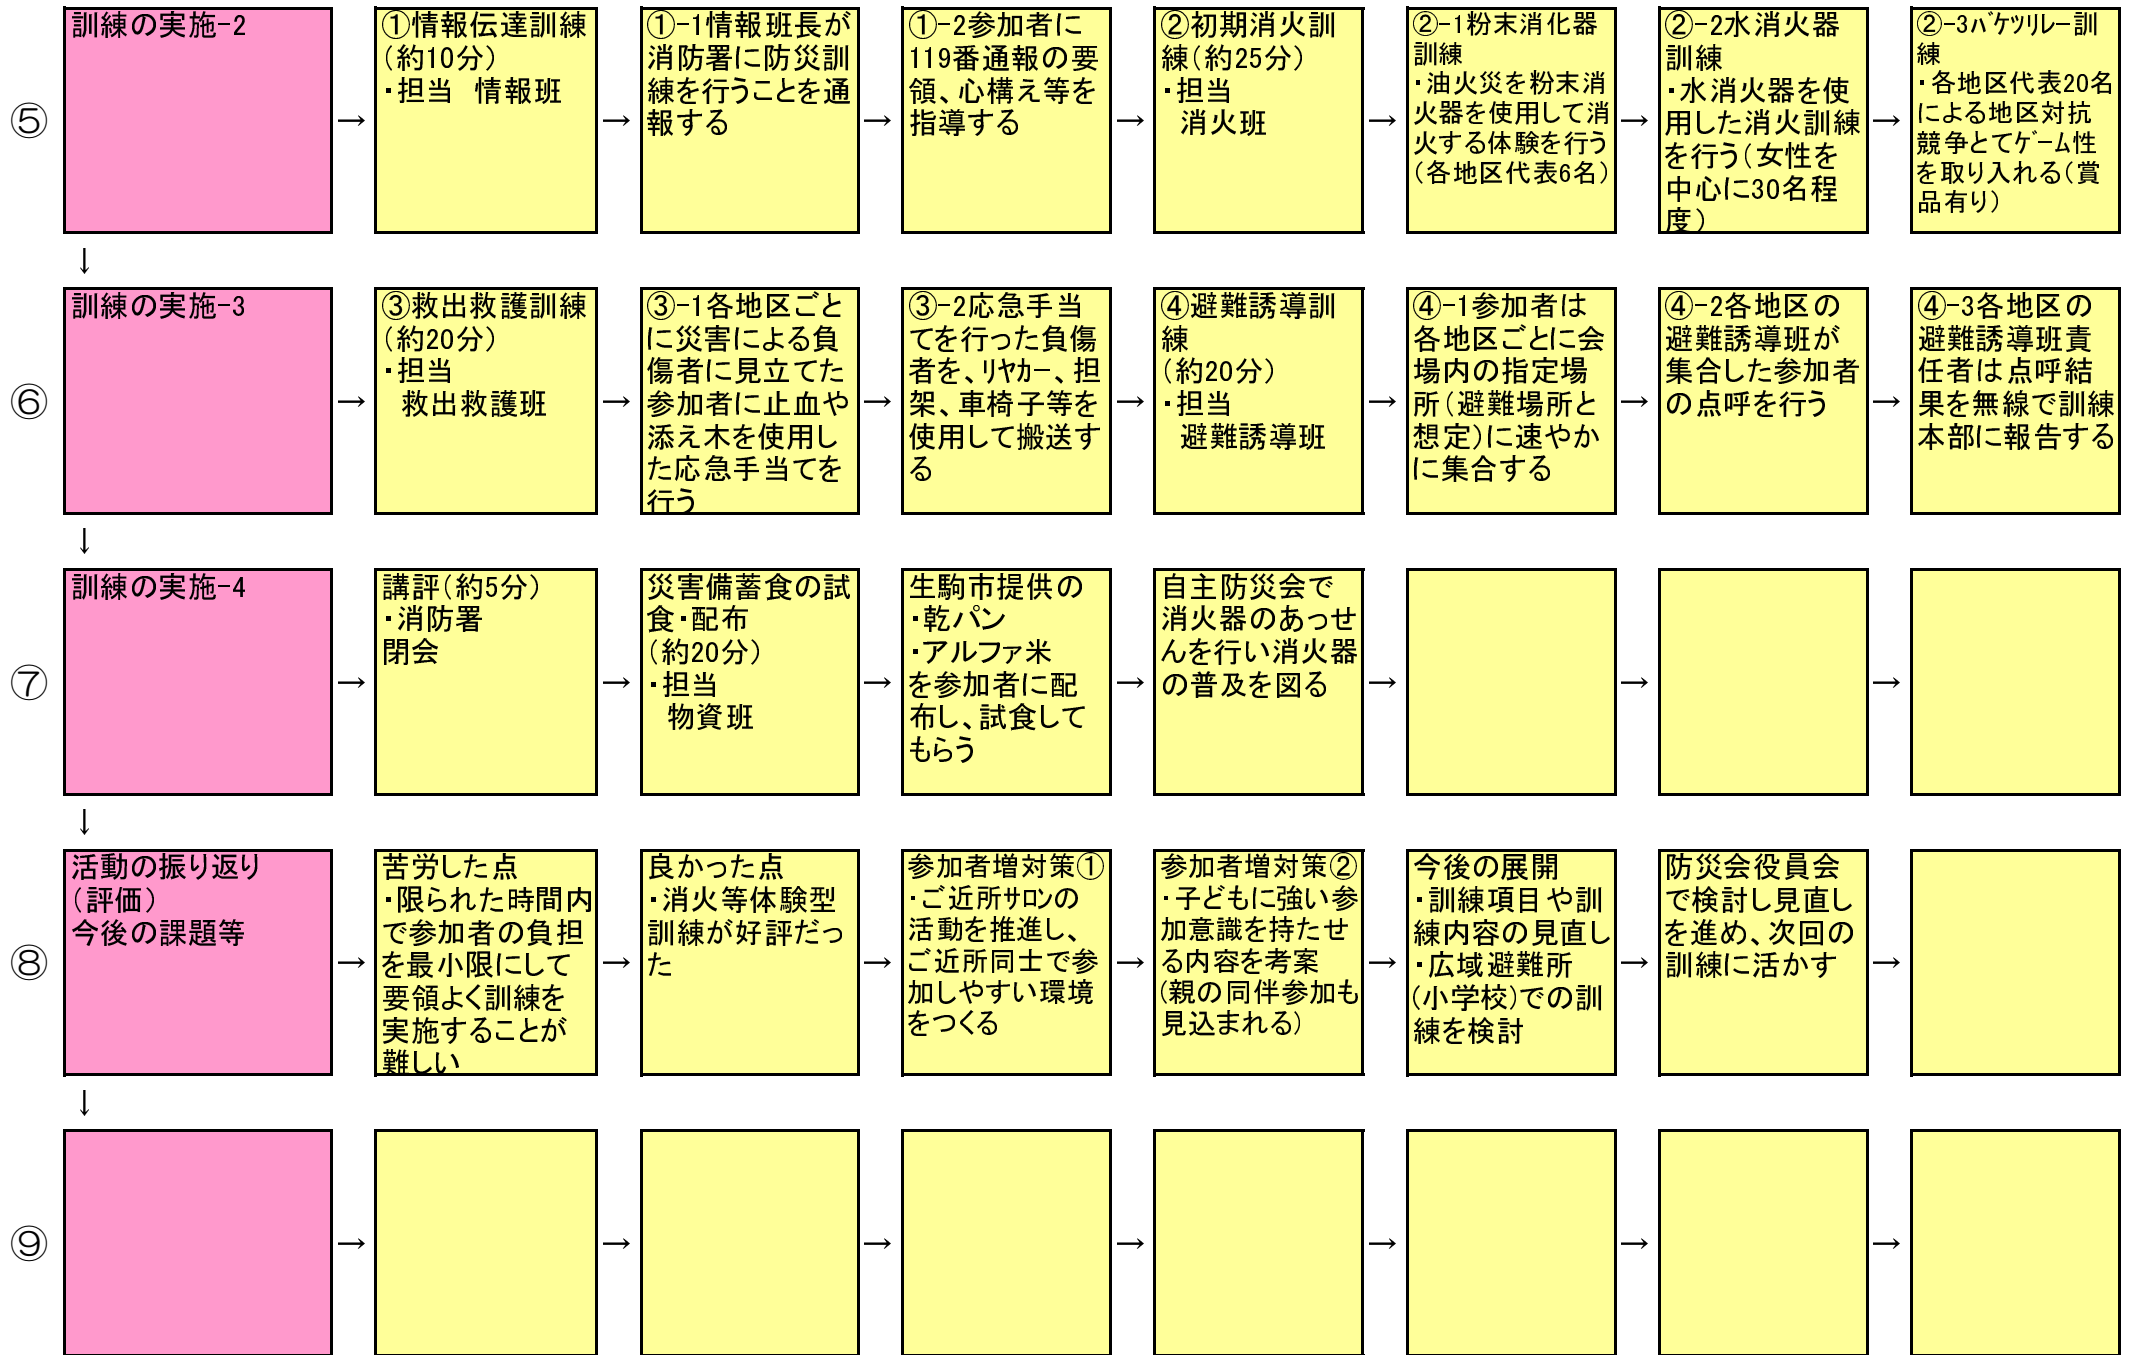 ⑤
訓練の実施-2
→
①情報伝達訓練
(約10分)
・担当　情報班
→
①-1情報班長が
消防署に防災訓
練を行うことを通
報する
→
①-2参加者に
119番通報の要
領、心構え等を
指導する
→
②初期消火訓
練(約25分)
・担当
消火班
→
②-1粉末消化器
訓練
・油火災を粉末消
火器を使用して消
火する体験を行う
(各地区代表6名)
→
②-2水消火器
訓練
・水消火器を使
用した消火訓練
を行う(女性を
中心に30名程
度)
→
②-3ﾊﾞｹﾂﾘﾚｰ訓
練
・各地区代表20名
による地区対抗
競争とてｹﾞｰﾑ性
を取り入れる(賞
品有り)
↓
⑥
訓練の実施-3
→
③救出救護訓練
(約20分)
・担当
救出救護班
→
③-1各地区ごと
に災害による負
傷者に見立てた
参加者に止血や
添え木を使用し
た応急手当てを
行う
→
③-2応急手当
てを行った負傷
者を、ﾘﾔｶｰ、担
架、車椅子等を
使用して搬送す
る
→
④避難誘導訓
練
(約20分)
・担当
避難誘導班
→
④-1参加者は
各地区ごとに会
場内の指定場
所(避難場所と
想定)に速やか
に集合する
→
④-2各地区の
避難誘導班が
集合した参加者
の点呼を行う
→
④-3各地区の
避難誘導班責
任者は点呼結
果を無線で訓練
本部に報告する
↓
⑦
訓練の実施-4
→
講評(約5分)
・消防署
閉会
→
災害備蓄食の試
食・配布
(約20分)
・担当
物資班
→
生駒市提供の
・乾パン
・アルファ米
を参加者に配
布し、試食して
もらう
→
自主防災会で
消火器のあっせ
んを行い消火器
の普及を図る
→
→
→
↓
⑧
活動の振り返り
(評価)
今後の課題等
→
苦労した点
・限られた時間内
で参加者の負担
を最小限にして
要領よく訓練を
実施することが
難しい
→
良かった点
・消火等体験型
訓練が好評だっ
た
→
参加者増対策①
・ご近所ｻﾛﾝの
活動を推進し、
ご近所同士で参
加しやすい環境
をつくる
→
参加者増対策②
・子どもに強い参
加意識を持たせ
る内容を考案
(親の同伴参加も
見込まれる)
→
今後の展開
・訓練項目や訓
練内容の見直し
・広域避難所
(小学校)での訓
練を検討
→
防災会役員会
で検討し見直し
を進め、次回の
訓練に活かす
→
↓
⑨
→
→
→
→
→
→
→